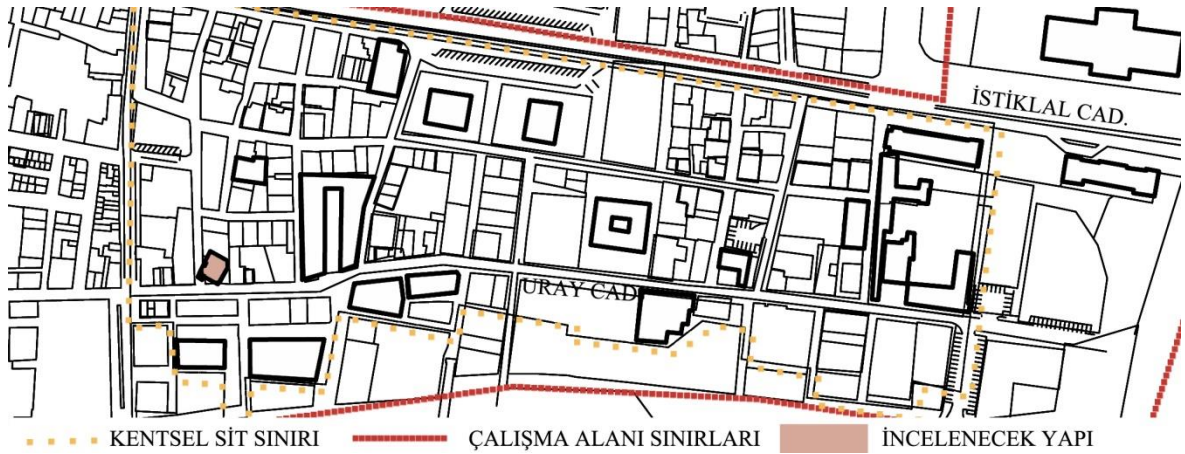 İSTİKLAL CAD.
URAY CAD.
KENTSEL SİT SINIRI
ÇALIŞMA ALANI SINIRLARI
İNCELENECEK YAPI